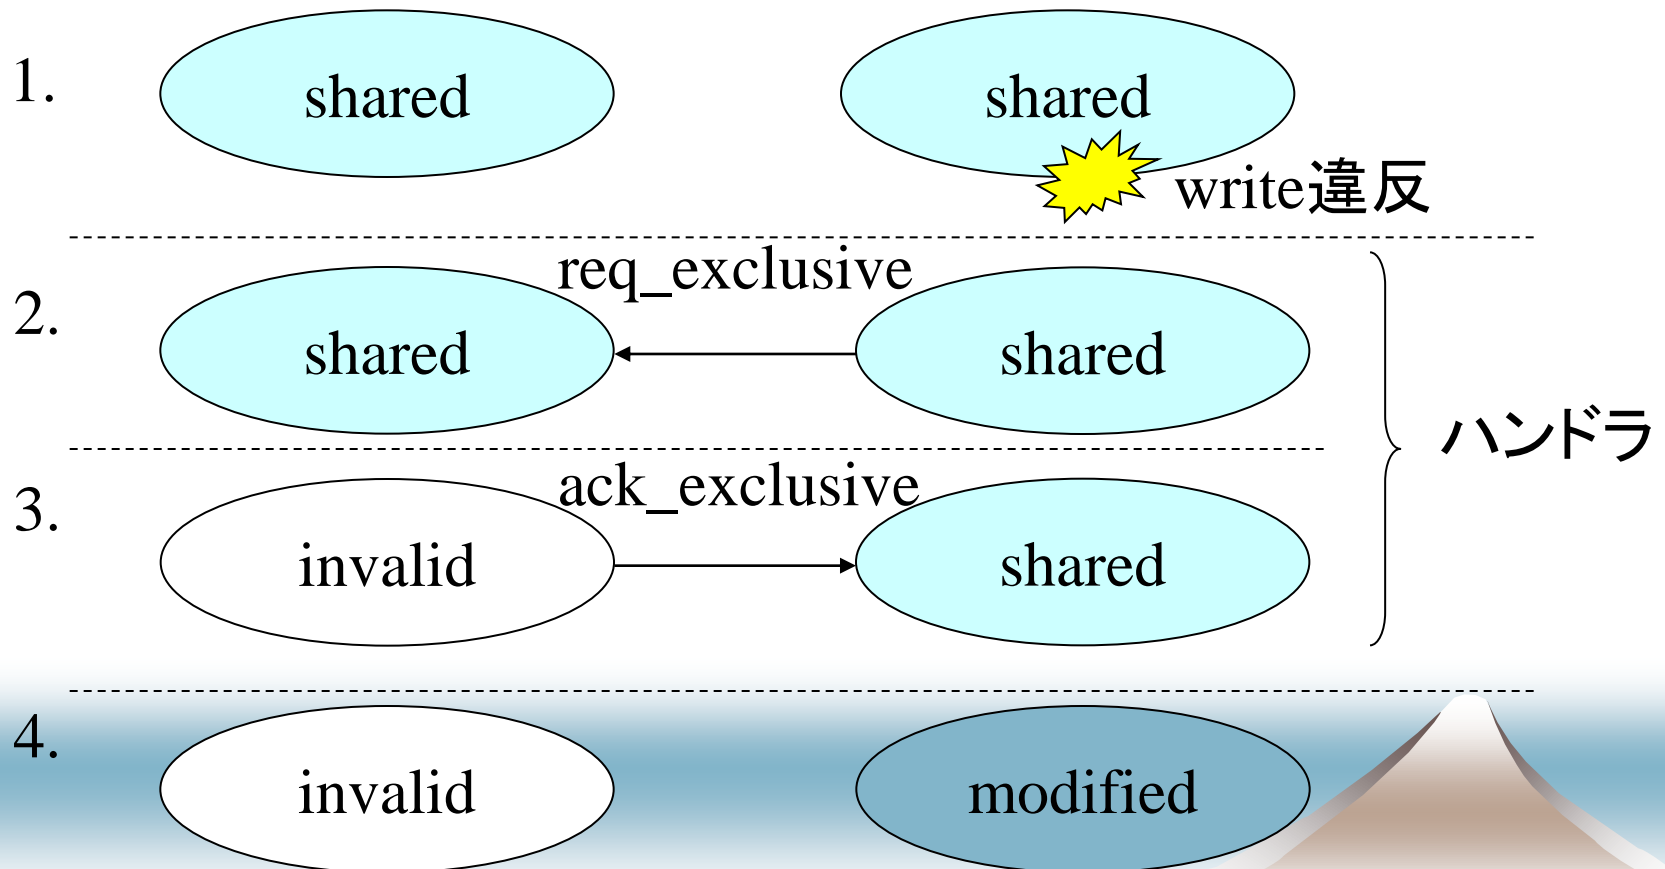 1.
shared
shared
write違反
req_exclusive
2.
shared
shared
ハンドラ
ack_exclusive
3.
invalid
shared
4.
invalid
modified